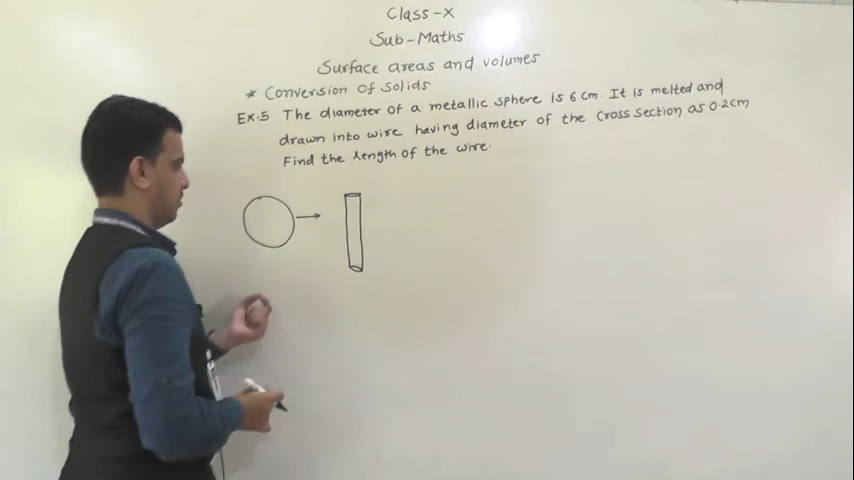 Class-X
Sub-Maths
Surface areas and volumes
* Conversion of Solids
Ex.5 The diameter of a metallic sphere is 6 cm. It is melted and
drawn into wire having diameter of the cross section as 0.2cm
Find the length of the wire.